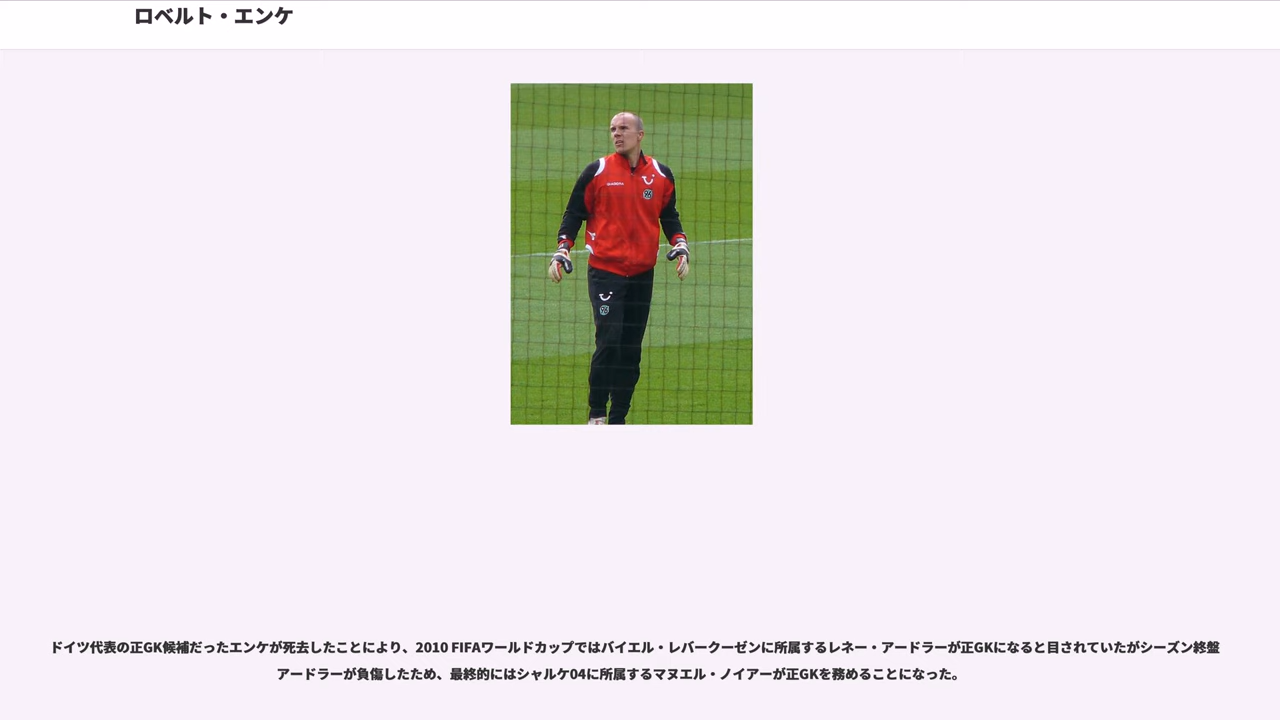 ロベルト・エンケ
ドイツ代表の正GK候補だったエンケが死去したことにより、2010 FIFAワールドカップではバイエル・レバークーゼンに所属するレネー・アードラーが正GKになると目されていたがシーズン終盤
アードラーが負傷したため、最終的にはシャルケ04に所属するマヌエル・ノイアーが正GKを務めることになった。